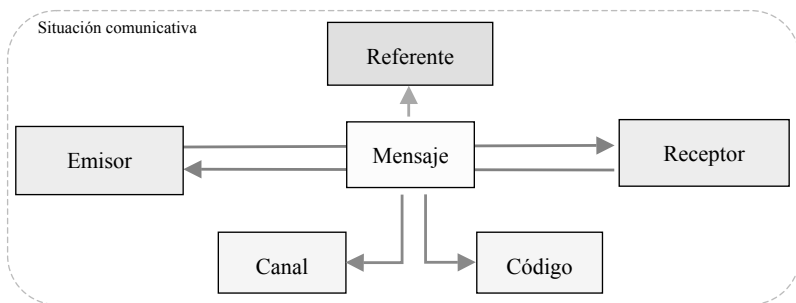 Situación comunicativa
Referente
Emisor
Mensaje
Receptor
Canal
Código